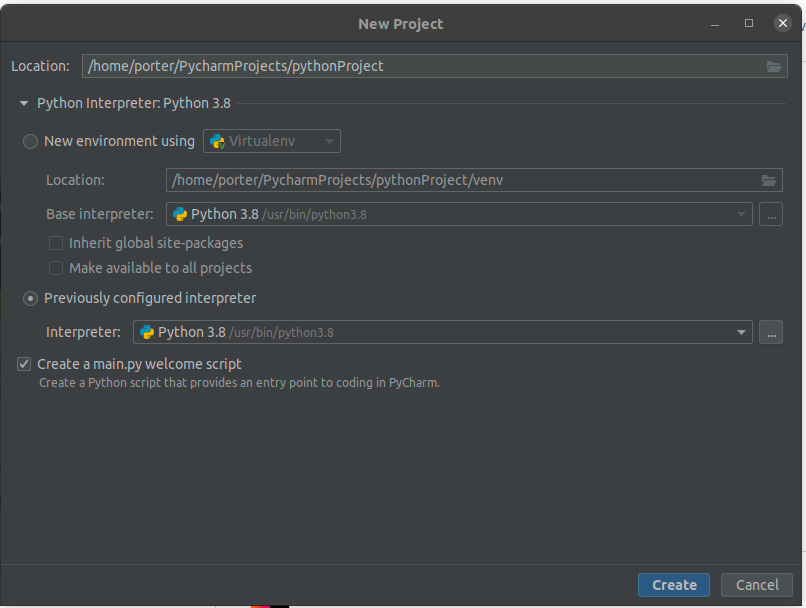 New Project
Location: /home/porter/PycharmProjects/pythonProject
Python Interpreter: Python 3.8
New environment using Virtualenv
Location: /home/porter/PycharmProjects/pythonProject/venv
Base interpreter: Python 3.8 /usr/bin/python3.8 ...
Inherit global site-packages
Make available to all projects
Previously configured interpreter
Interpreter: Python 3.8 /usr/bin/python3.8 ...
Create a main.py welcome script
Create a Python script that provides an entry point to coding in PyCharm.
Create Cancel